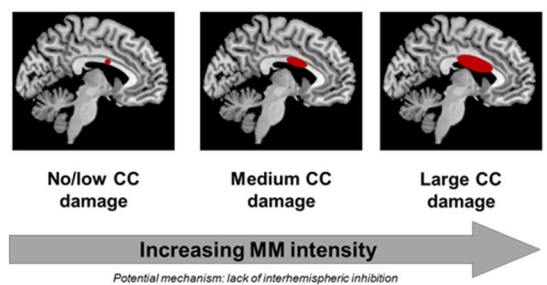 No/low CC
damage
Medium CC
damage
Large CC
damage
Increasing MM intensity
Potential mechanism: lack of interhemispheric inhibition